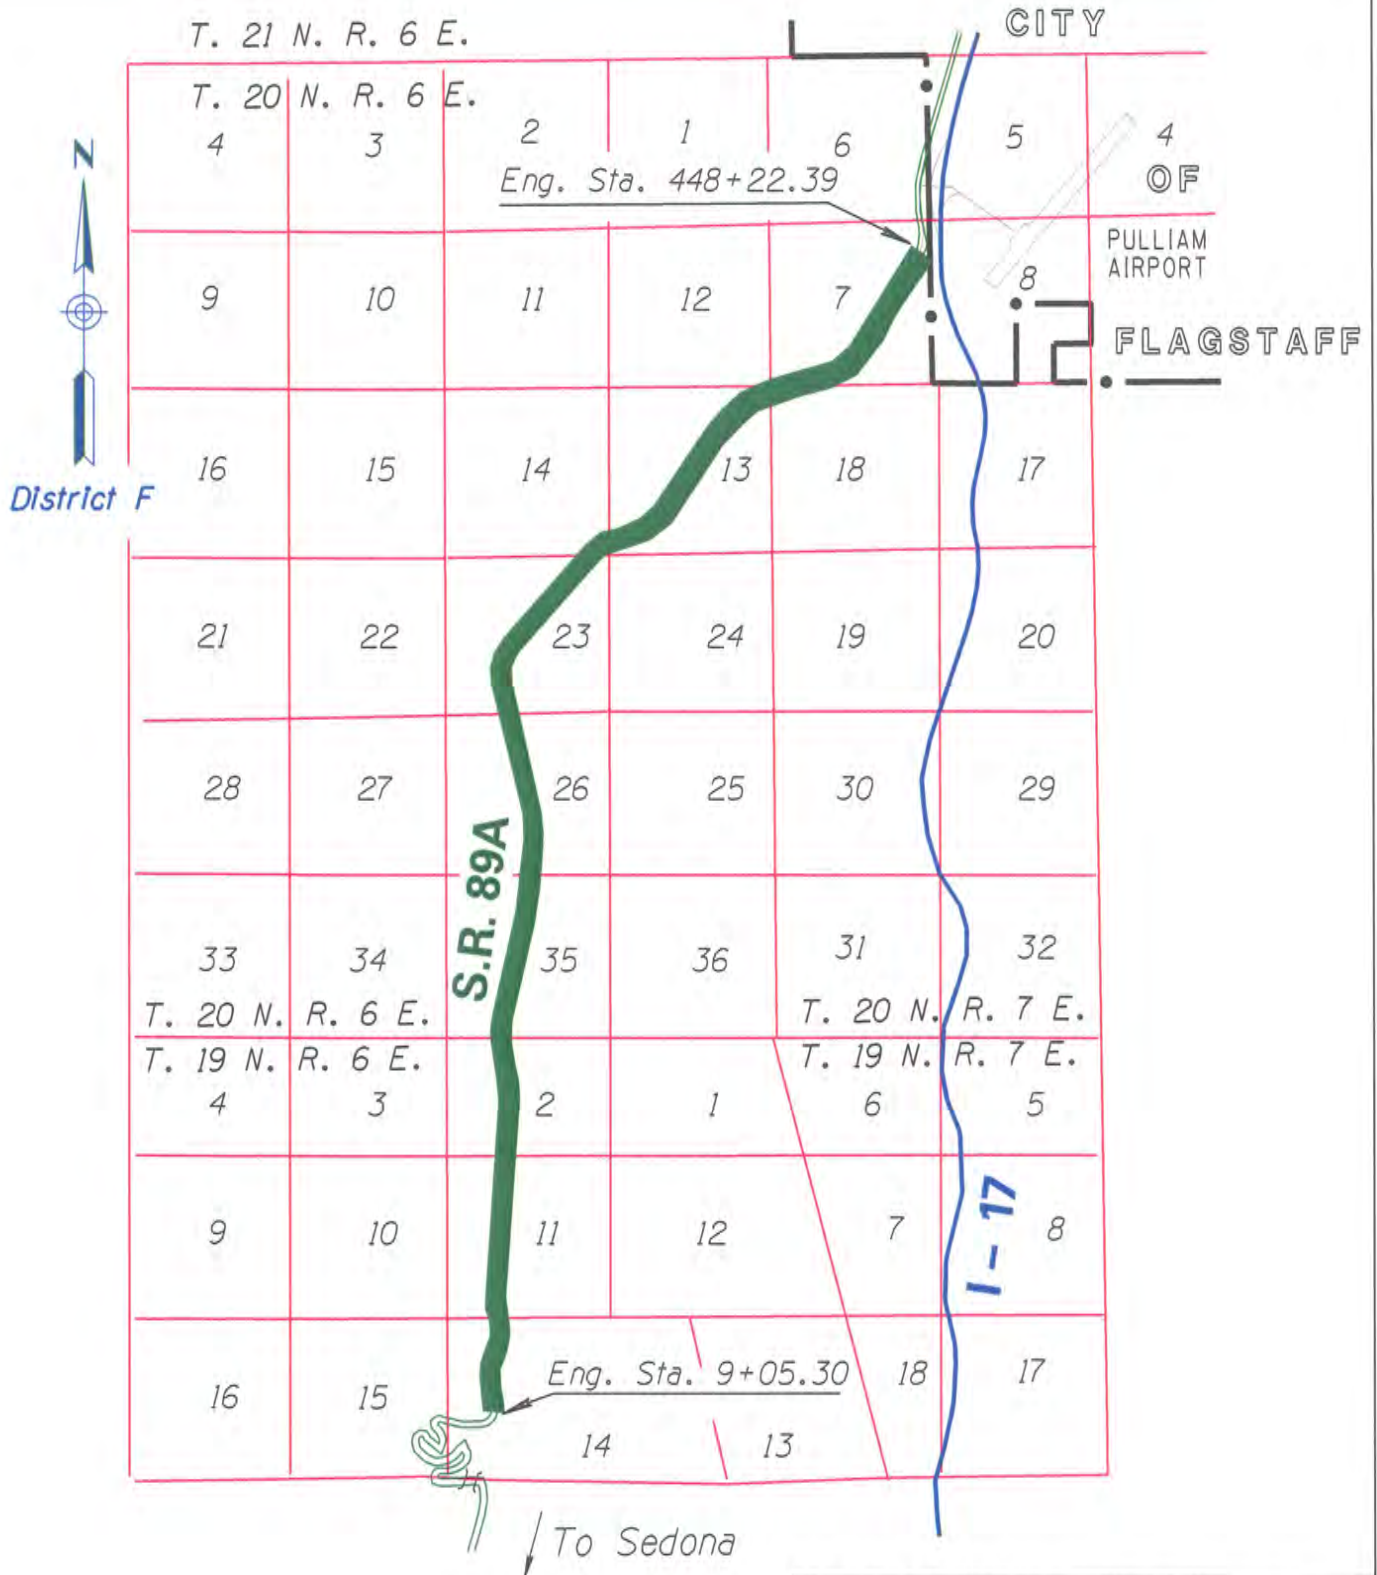 CITY
T. 21 N. R. 6 E.
T. 20 N. R. 6 E.
4 3 2 1 6 5 4
N
OF
Eng. Sta. 448+22.39
PULLIAM
AIRPORT
9 10 11 12 7 8
FLAGSTAFF
16 15 14 13 18 17
District F
21 22 23 24 19 20
28 27 26 25 30 29
S.R. 89A
33 34 35 36 31 32
T. 20 N. R. 6 E. T. 20 N. R. 7 E.
T. 19 N. R. 6 E. T. 19 N. R. 7 E.
4 3 2 1 6 5
9 10 11 12 7 8
I-17
Eng. Sta. 9+05.30
16 15 14 13 18 17
To Sedona